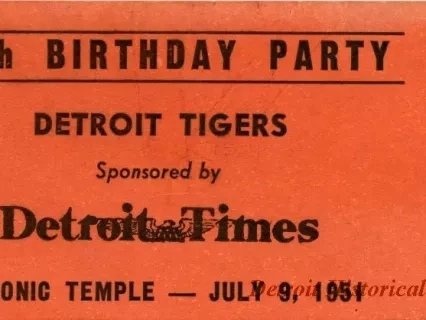 h BIRTHDAY PARTY
DETROIT TIGERS
Sponsored by
Detroit Times
ONIC TEMPLE — JULY 9, 1951
Detroit Historical